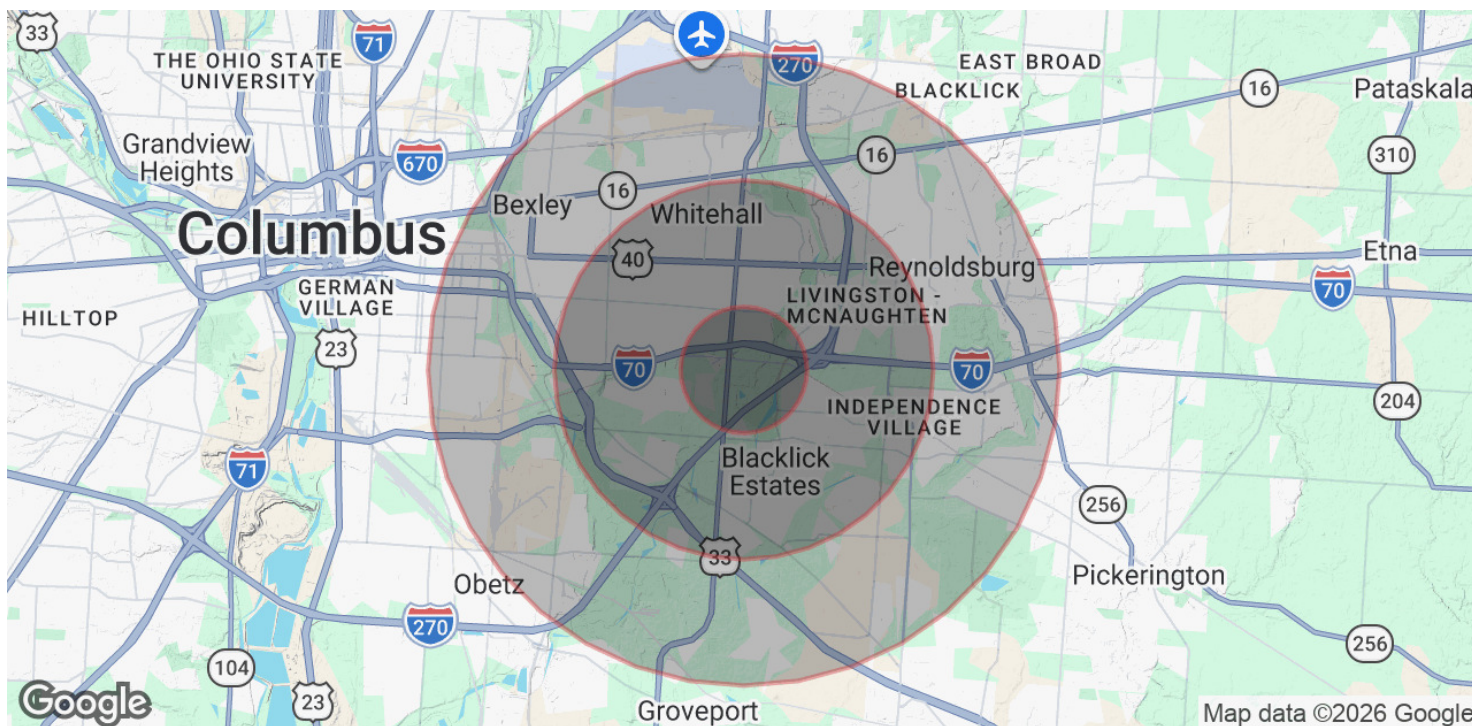 33
71
THE OHIO STATE
UNIVERSITY
270
EAST BROAD
BLACKLICK
16
Pataskala
Grandview
Heights
670
16
310
16
Bexley
Whitehall
Columbus
40
Reynoldsburg
Etna
GERMAN
VILLAGE
LIVINGSTON -
MCNAUGHTEN
70
HILLTOP
23
70
70
204
INDEPENDENCE
VILLAGE
71
Blacklick
Estates
256
33
Obetz
Pickerington
270
256
104
23
Google
Groveport
Map data ©2026 Google